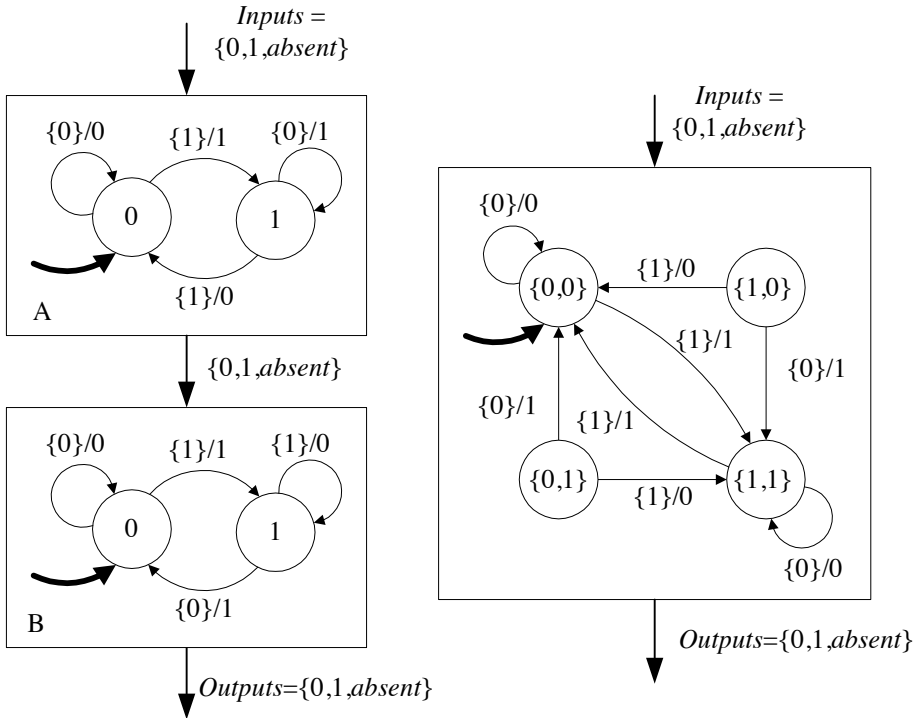 Inputs =
{0,1,absent}
{0}/0
{1}/1
{0}/1
0
1
{1}/0
A
{0,1,absent}
{0}/0
{1}/1
{1}/0
0
1
{0}/1
B
Outputs={0,1,absent}
Inputs =
{0,1,absent}
{0}/0
{0,0}
{1}/0
{1,0}
{1}/1
{0}/1
{0}/1
{1}/1
{0,1}
{1}/0
{1,1}
{0}/0
Outputs={0,1,absent}